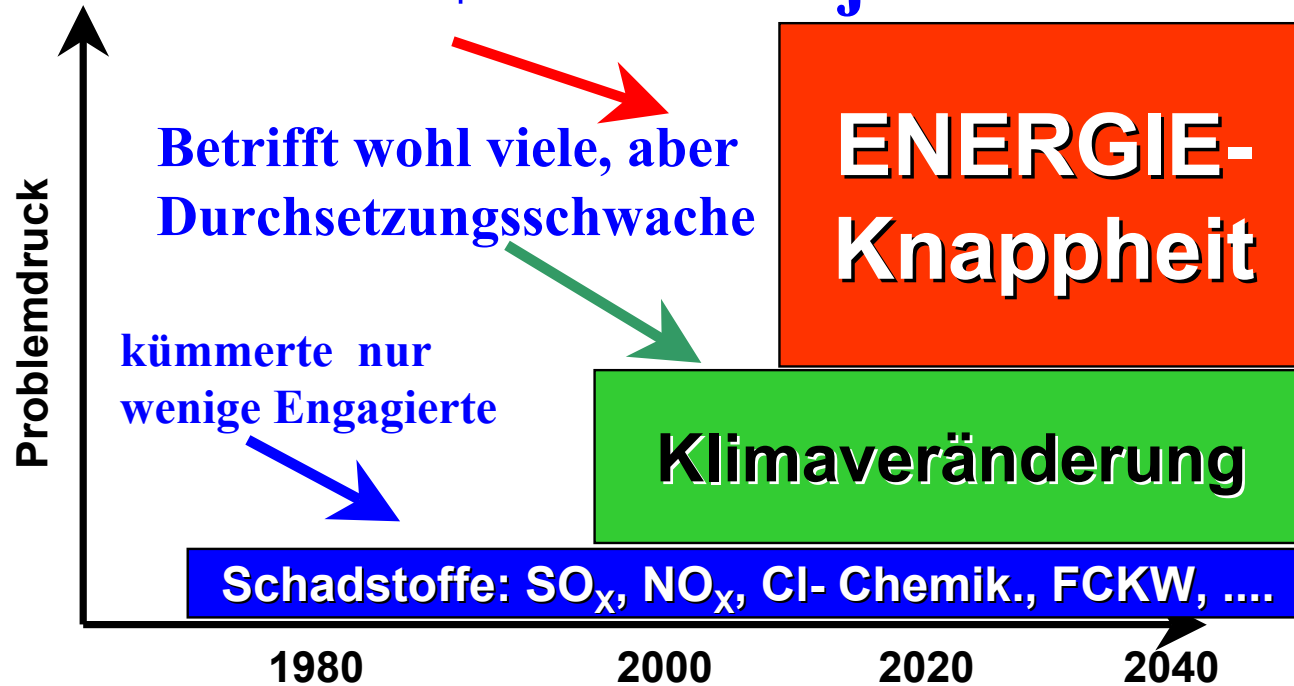 Betrifft wohl viele, aber
Durchsetzungsschwache
ENERGIE-
Knappheit
Problemdruck
kümmerte nur
wenige Engagierte
Klimaveränderung
Schadstoffe: SOX, NOX, Cl- Chemik., FCKW, ....
1980 2000 2020 2040